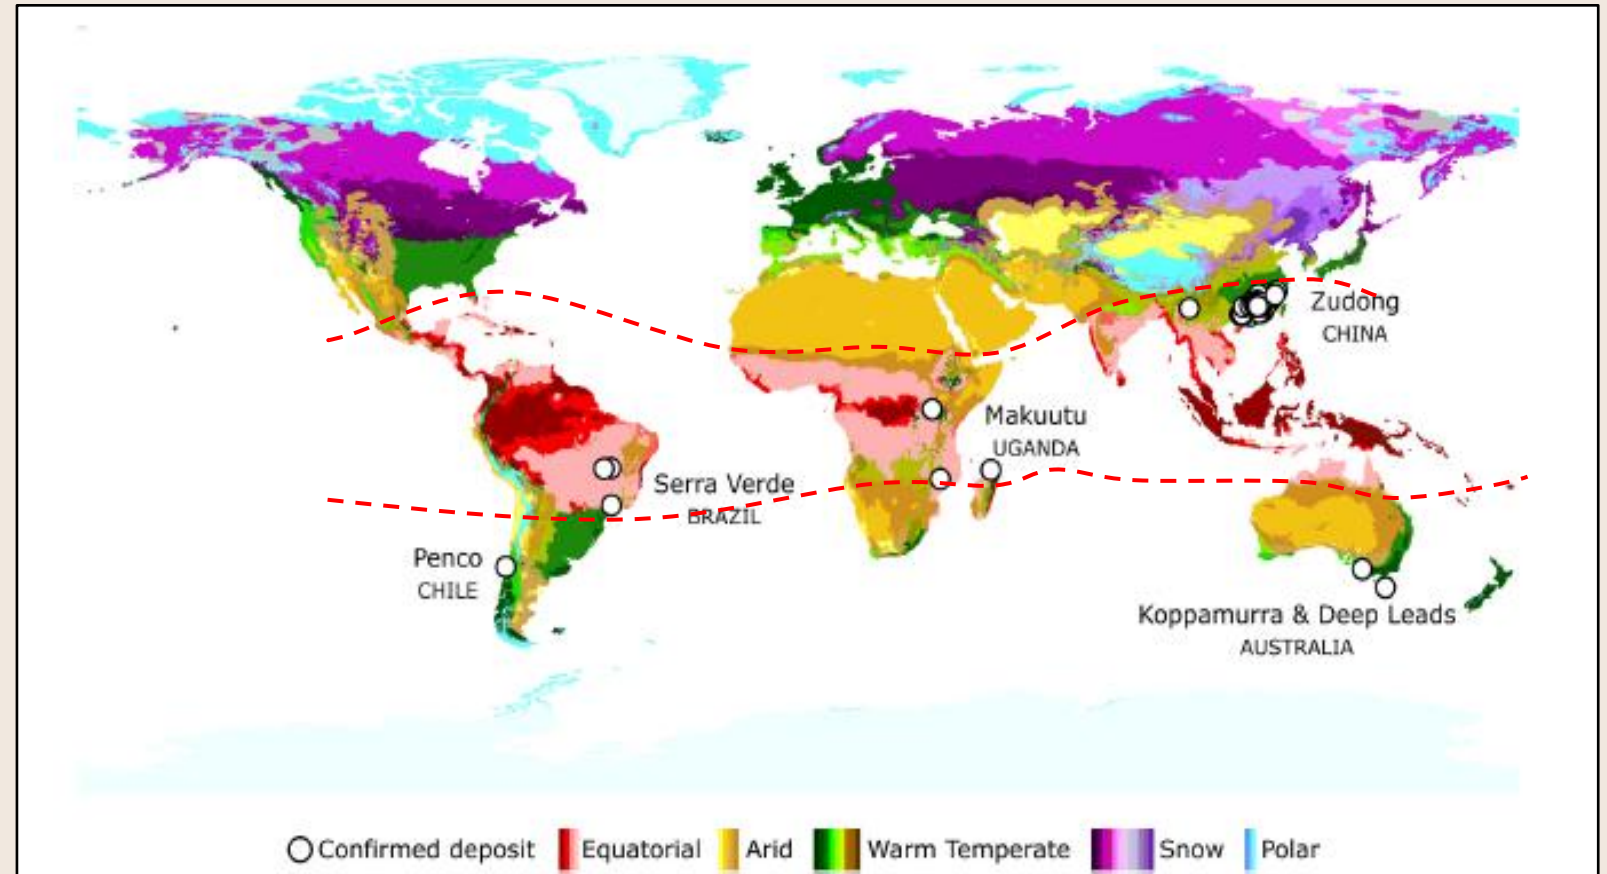 Zudong
CHINA
Makuutu
UGANDA
Serra Verde
BRAZIL
Penco
CHILE
Koppamurra & Deep Leads
AUSTRALIA
Confirmed deposit Equatorial Arid Warm Temperate Snow Polar